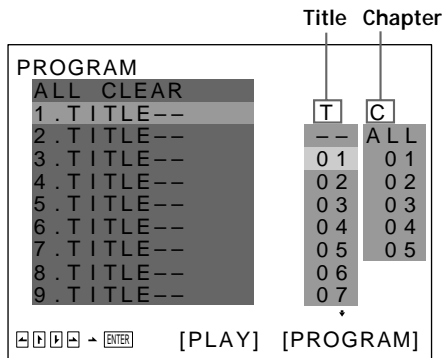 Title Chapter
PROGRAM
ALL CLEAR
T C
1.TITLE––
–– ALL
2.TITLE––
01 01
3.TITLE––
02 02
4.TITLE––
03 03
5.TITLE––
04 04
6.TITLE––
05 05
7.TITLE––
06
8.TITLE––
07
9.TITLE––
ENTER [PLAY] [PROGRAM]